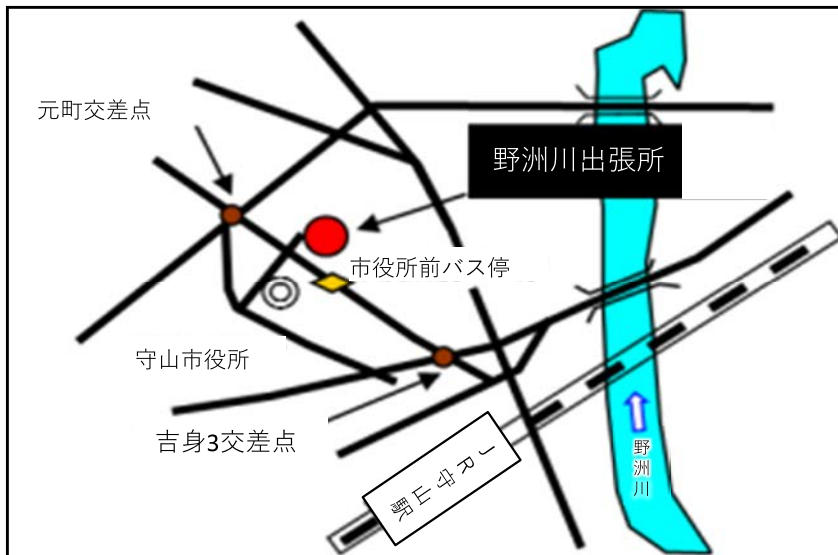 元町交差点
野洲川出張所
市役所前バス停
守山市役所
吉身3交差点
JR守山駅
野洲川